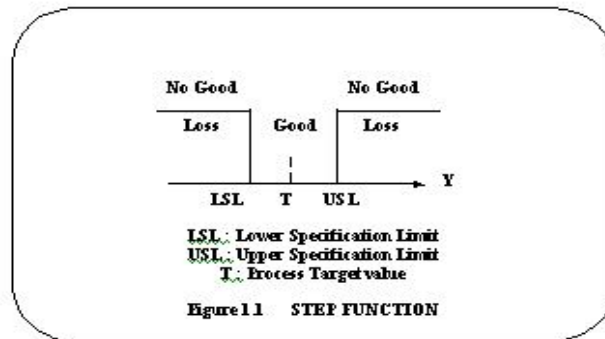 No Good No Good
Loss Good Loss
Y
LSL T USL
LSL : Lower Specification Limit
USL : Upper Specification Limit
T : Process Target value
Figure 1.1 STEP FUNCTION